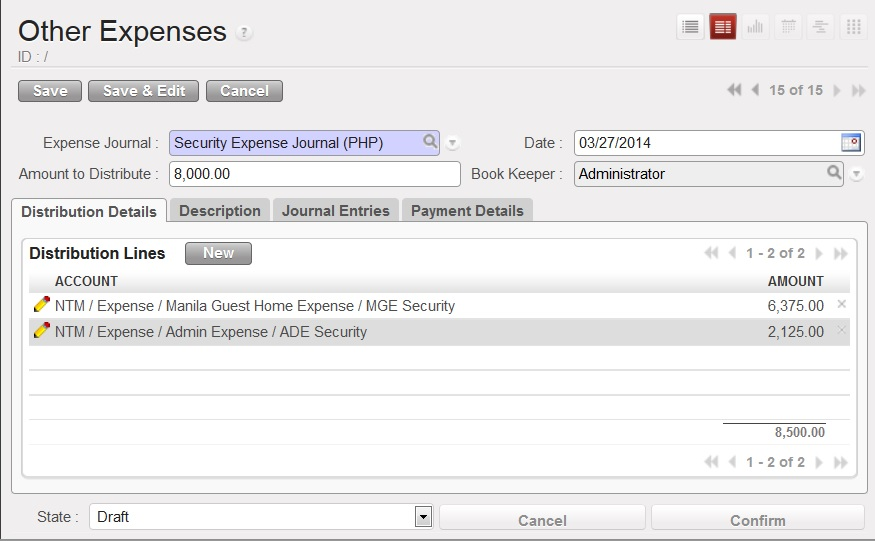 Other Expenses ?
ID : /
Save Save & Edit Cancel 15 of 15
Expense Journal : Security Expense Journal (PHP) Date : 03/27/2014
Amount to Distribute : 8,000.00 Book Keeper : Administrator
Distribution Details Description Journal Entries Payment Details
Distribution Lines New 1 - 2 of 2
ACCOUNT AMOUNT
NTM / Expense / Manila Guest Home Expense / MGE Security 6,375.00
NTM / Expense / Admin Expense / ADE Security 2,125.00
8,500.00
1 - 2 of 2
State : Draft Cancel Confirm